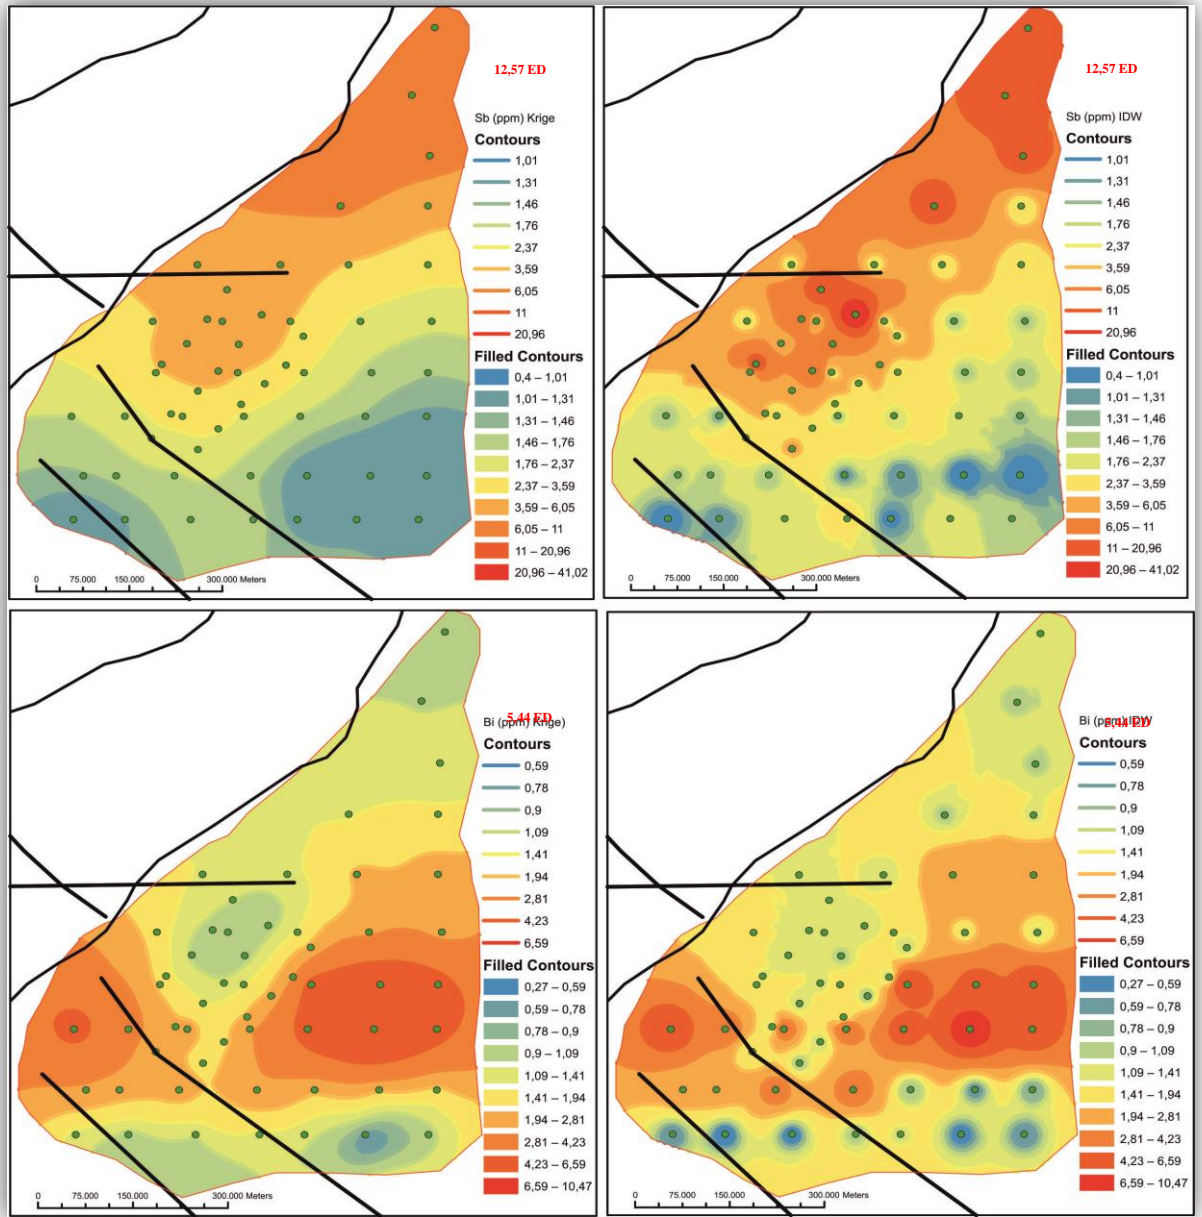 12,57 ED
Sb (ppm) Krige
Contours
1,01
1,31
1,46
1,76
2,37
3,59
6,05
11
20,96
Filled Contours
0,4 – 1,01
1,01 – 1,31
1,31 – 1,46
1,46 – 1,76
1,76 – 2,37
2,37 – 3,59
3,59 – 6,05
6,05 – 11
11 – 20,96
20,96 – 41,02
0 75.000 150.000 300.000 Meters
12,57 ED
Sb (ppm) IDW
Contours
1,01
1,31
1,46
1,76
2,37
3,59
6,05
11
20,96
Filled Contours
0,4 – 1,01
1,01 – 1,31
1,31 – 1,46
1,46 – 1,76
1,76 – 2,37
2,37 – 3,59
3,59 – 6,05
6,05 – 11
11 – 20,96
20,96 – 41,02
0 75.000 150.000 300.000 Meters
5,44 ED
Bi (ppm) Krige)
Contours
0,59
0,78
0,9
1,09
1,41
1,94
2,81
4,23
6,59
Filled Contours
0,27 – 0,59
0,59 – 0,78
0,78 – 0,9
0,9 – 1,09
1,09 – 1,41
1,41 – 1,94
1,94 – 2,81
2,81 – 4,23
4,23 – 6,59
6,59 – 10,47
0 75.000 150.000 300.000 Meters
5,44 ED
Bi (ppm) IDW
Contours
0,59
0,78
0,9
1,09
1,41
1,94
2,81
4,23
6,59
Filled Contours
0,27 – 0,59
0,59 – 0,78
0,78 – 0,9
0,9 – 1,09
1,09 – 1,41
1,41 – 1,94
1,94 – 2,81
2,81 – 4,23
4,23 – 6,59
6,59 – 10,47
0 75.000 150.000 300.000 Meters